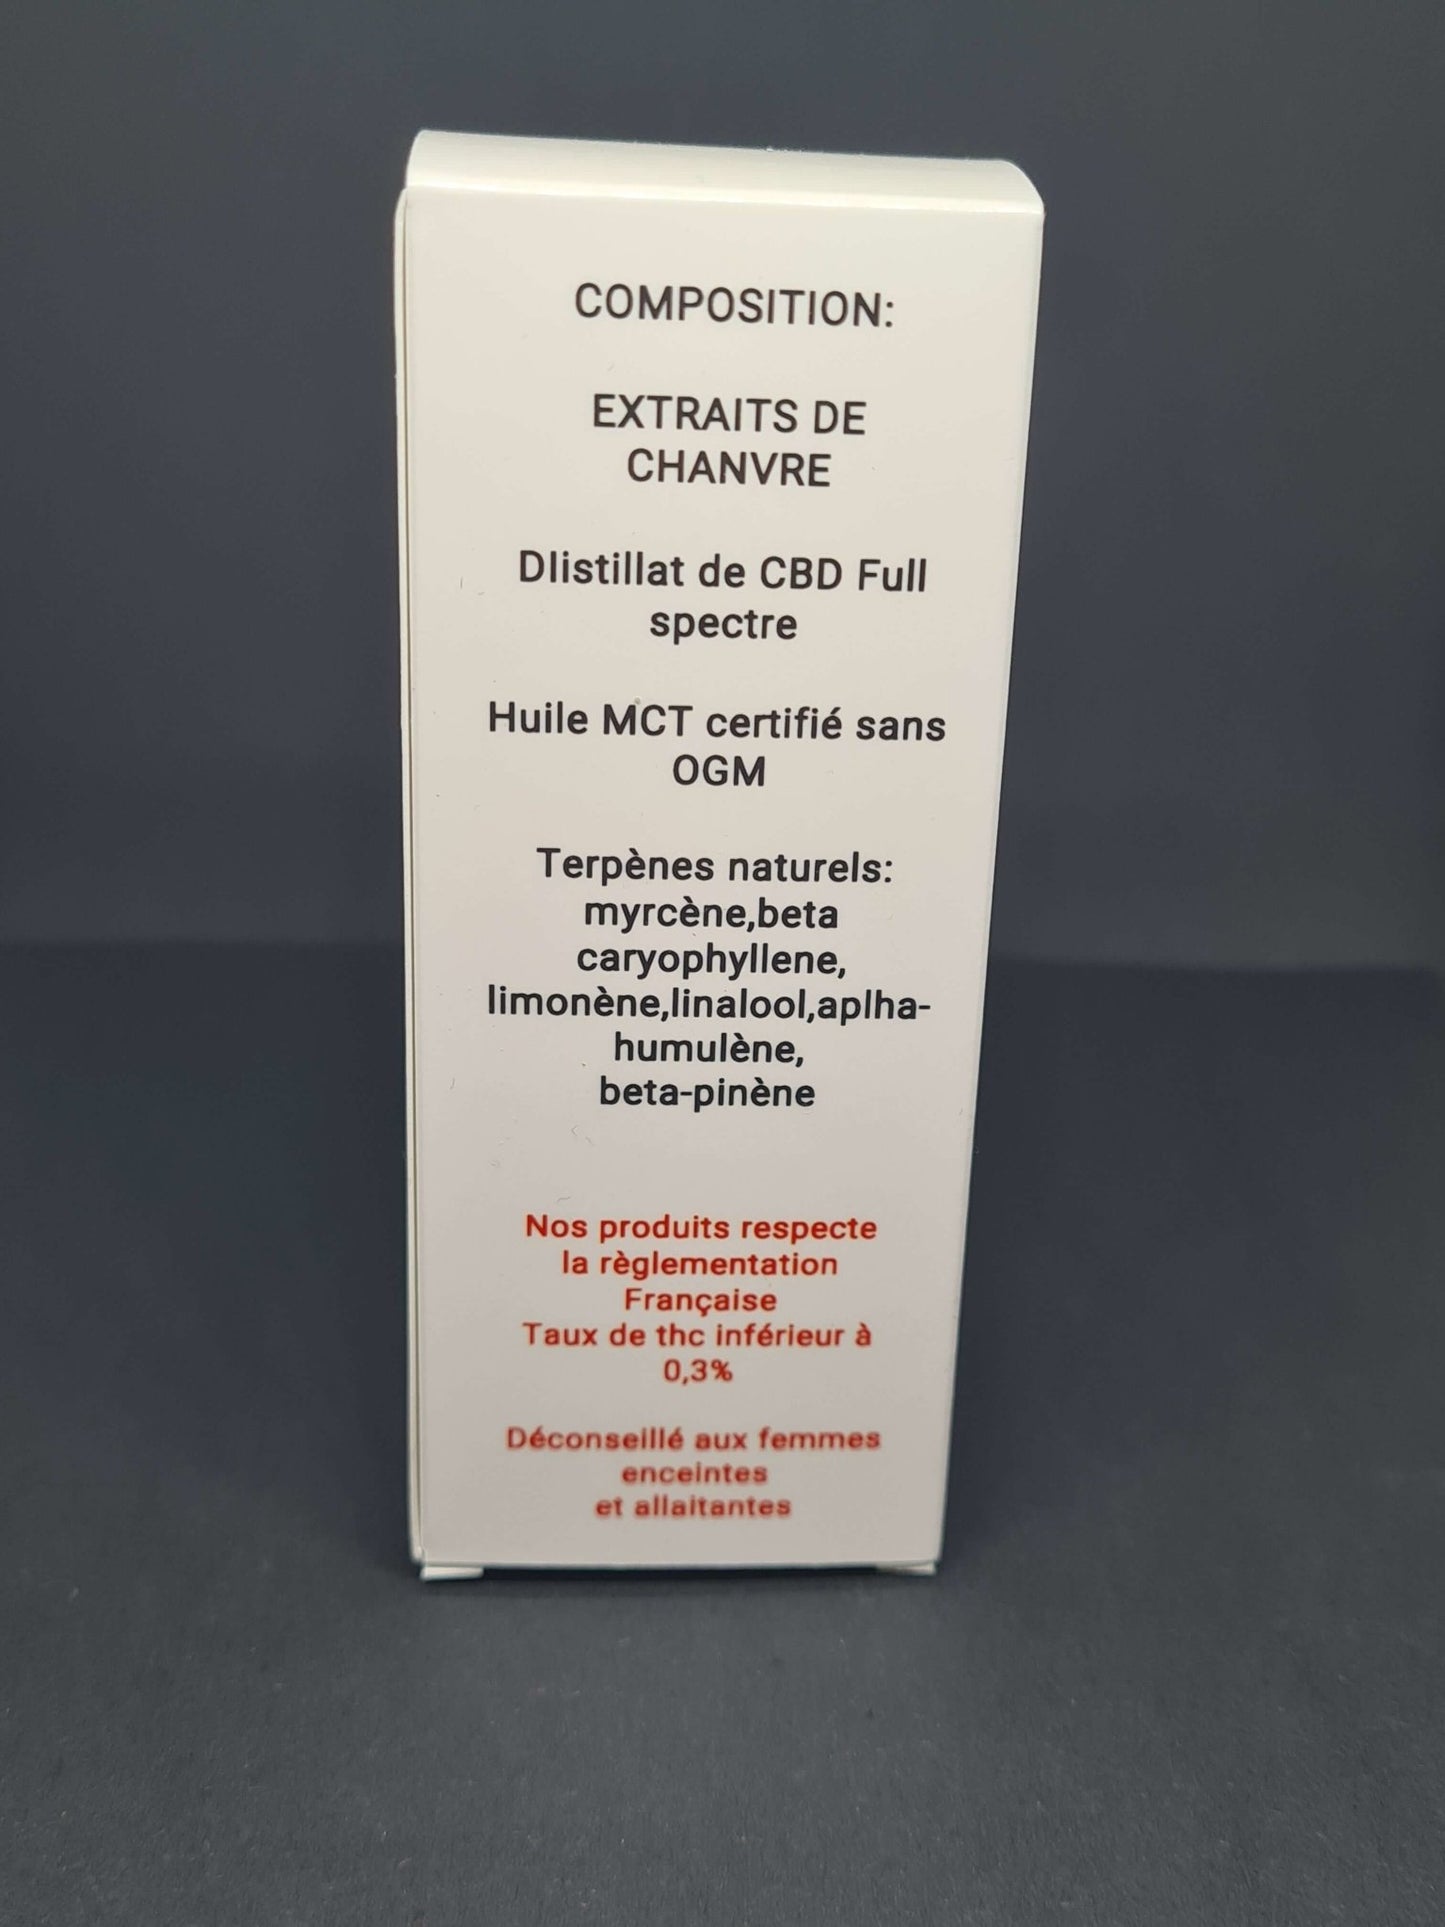 COMPOSITION:
EXTRAITS DE
CHANVRE
DIistillat de CBD Full
spectre
Huile MCT certifié sans
OGM
Terpènes naturels:
myrcène,beta
caryophyllene,
limonène,linalool,aplha-
humulène,
beta-pinène
Nos produits respecte
la règlementation
Française
Taux de thc inférieur à
0,3%
Déconseillé aux femmes
enceintes
et allaitantes